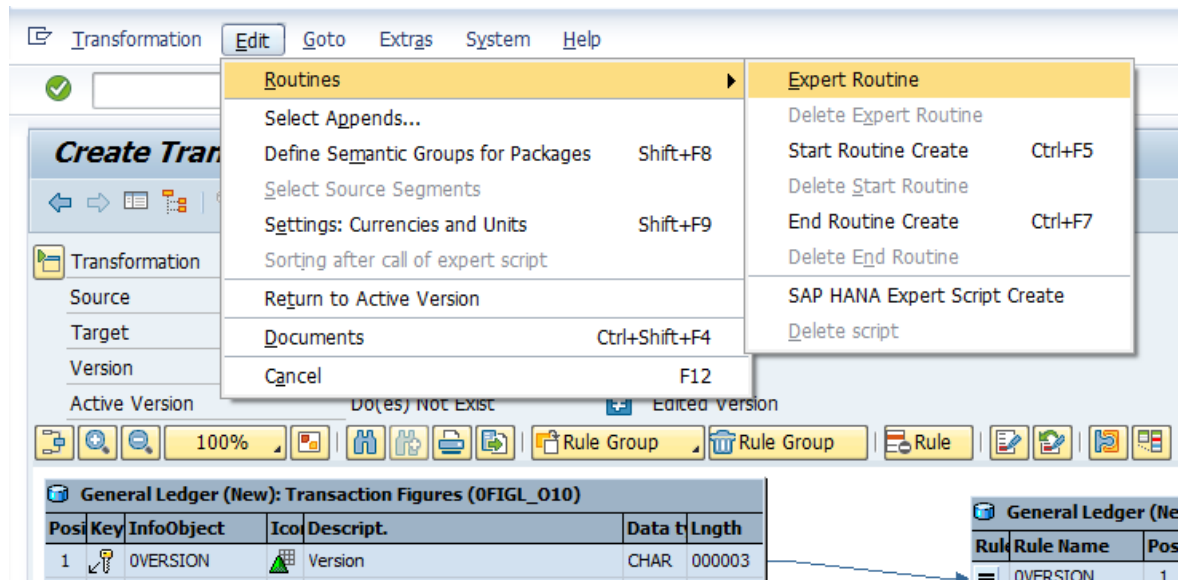 Transformation Edit Goto Extras System Help
Routines
Select Appends...
Define Semantic Groups for Packages Shift+F8
Select Source Segments
Settings: Currencies and Units Shift+F9
Sorting after call of expert script
Return to Active Version
Documents Ctrl+Shift+F4
Cancel F12
Expert Routine
Delete Expert Routine
Start Routine Create Ctrl+F5
Delete Start Routine
End Routine Create Ctrl+F7
Delete End Routine
SAP HANA Expert Script Create
Delete script
Create Tran
Transformation
Source
Target
Version
Active Version Do(es) Not Exist Edited Version
100% Rule Group Rule Group Rule
General Ledger (New): Transaction Figures (0FIGL_O10)
Posi Key InfoObject Icon Descript. Data t Lngth
1 0VERSION Version CHAR 000003
General Ledger (Ne
Rule Rule Name Pos
0VERSION 1